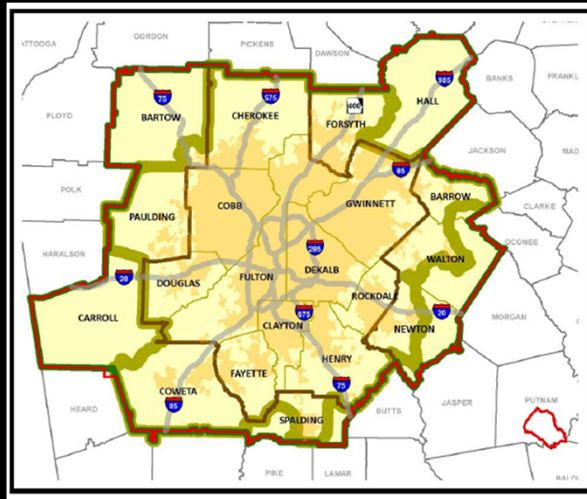 GORDON
PICKENS
DAWSON
ATTOOGA
BANKS
FRANKL
FLOYD
75
BARTOW
575
CHEROKEE
400
FORSYTH
985
HALL
JACKSON
MAD
POLK
COBB
GWINNETT
85
BARROW
CLARKE
PAULDING
OCONEE
HARALSON
285
WALTON
20
DOUGLAS
FULTON
DEKALB
ROCKDALE
CARROLL
675
CLAYTON
NEWTON
20
MORGAN
HENRY
75
FAYETTE
COWETA
85
HEARD
SPALDING
BUTTS
JASPER
PUTNAM
PIKE
LAMAR